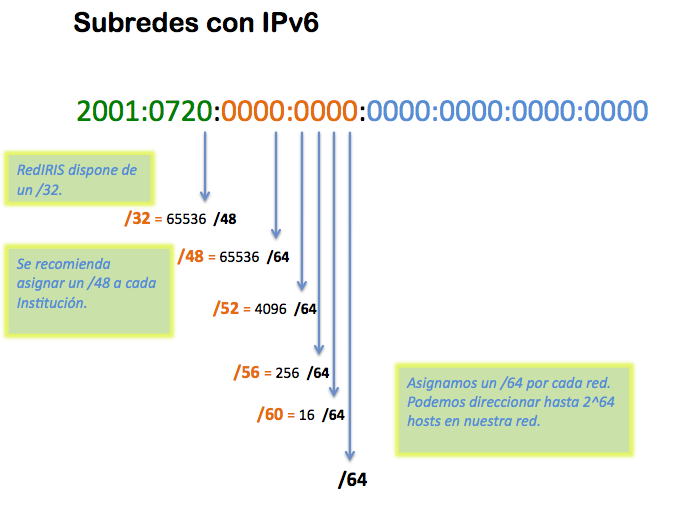 Subredes con IPv6
2001:0720:0000:0000:0000:0000:0000:0000
RedIRIS dispone de
un /32.
/32 = 65536 /48
/48 = 65536 /64
Se recomienda
asignar un /48 a cada
Institución.
/52 = 4096 /64
/56 = 256 /64
/60 = 16 /64
Asignamos un /64 por cada red.
Podemos direccionar hasta 2^64
hosts en nuestra red.
/64